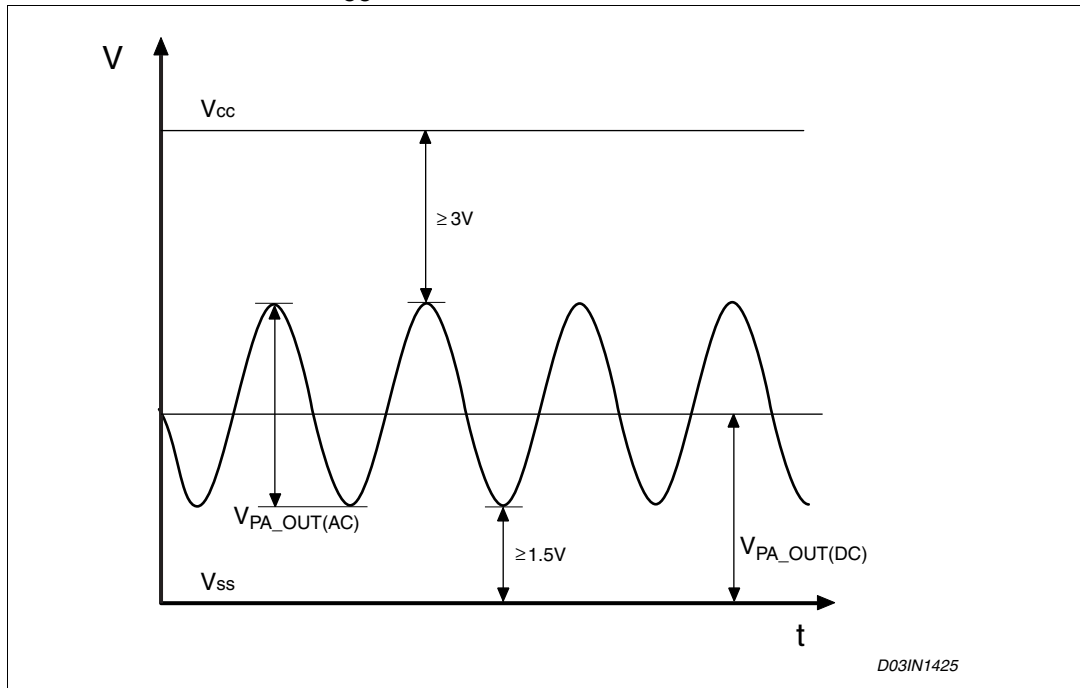 V
Vcc
≥ 3V
VPA_OUT(AC)
≥1.5V
VPA_OUT(DC)
Vss
t
D03IN1425